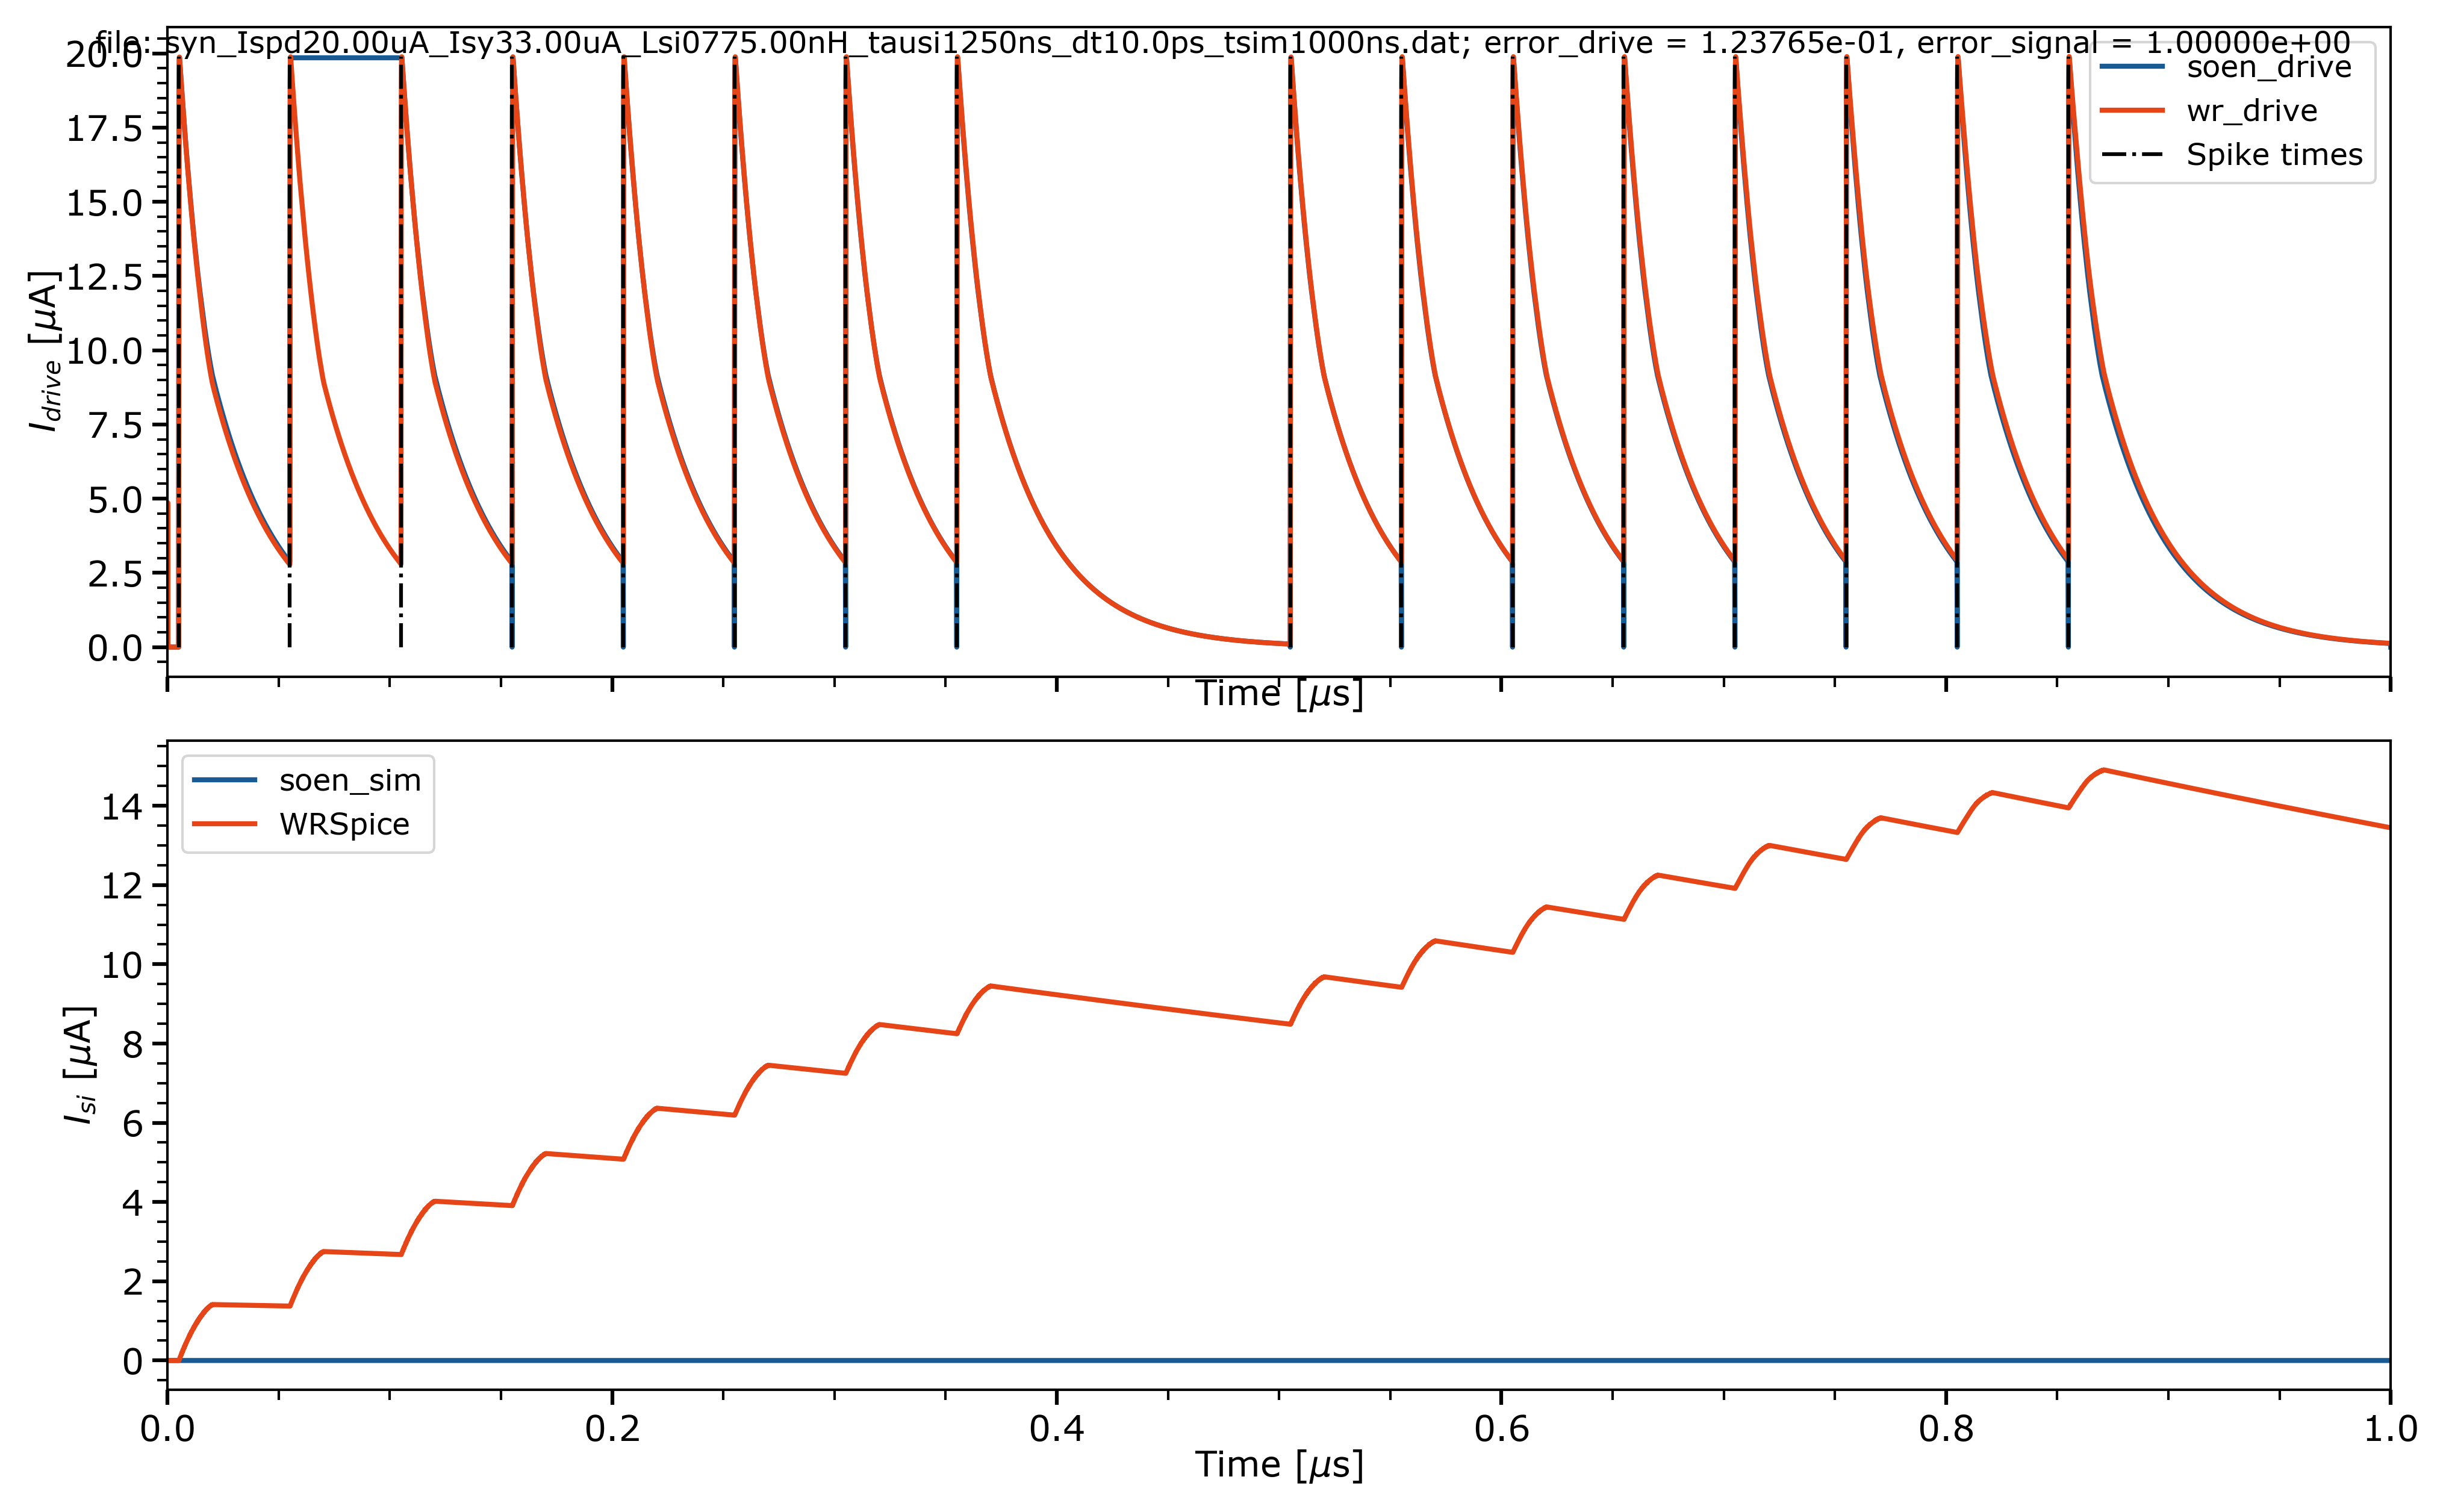 file: syn_Ispd20.00uA_Isy33.00uA_Lsi0775.00nH_tausi1250ns_dt10.0ps_tsim1000ns.dat; error_drive = 1.23765e-01, error_signal = 1.00000e+00
20.0
17.5
15.0
12.5
10.0
7.5
5.0
2.5
0.0
I_drive [μA]
soen_drive
wr_drive
Spike times
Time [μs]
soen_sim
WRSpice
14
12
10
8
6
4
2
0
I_si [μA]
0.0 0.2 0.4 0.6 0.8 1.0
Time [μs]